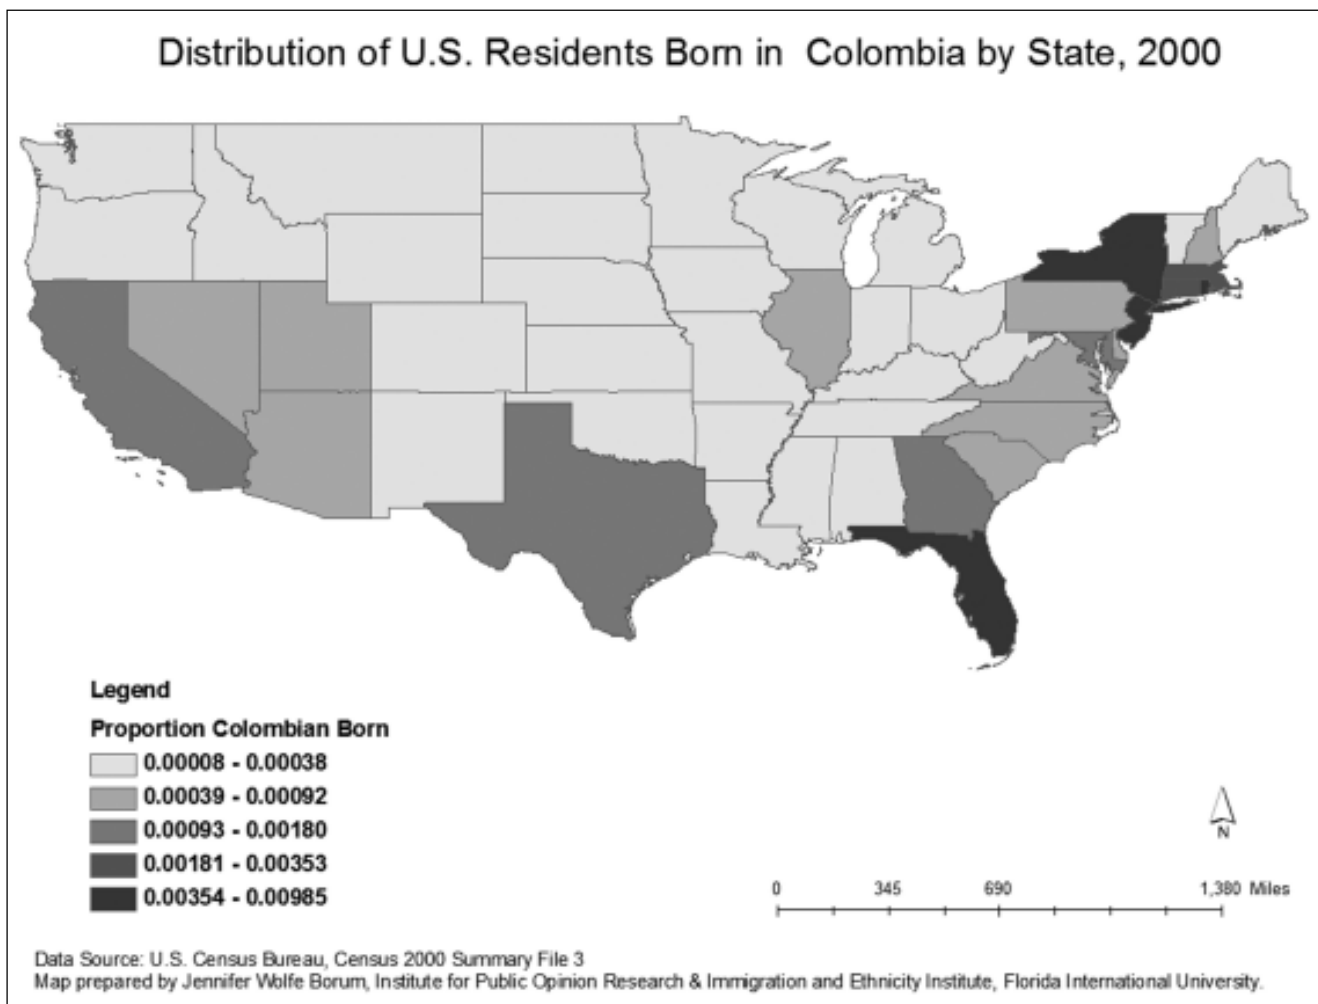 Distribution of U.S. Residents Born in Colombia by State, 2000
Legend
Proportion Colombian Born
0.00008 - 0.00038
0.00039 - 0.00092
0.00093 - 0.00180
0.00181 - 0.00353
0.00354 - 0.00985
N
0 345 690 1,380 Miles
Data Source: U.S. Census Bureau, Census 2000 Summary File 3
Map prepared by Jennifer Wolfe Borum, Institute for Public Opinion Research & Immigration and Ethnicity Institute, Florida International University.